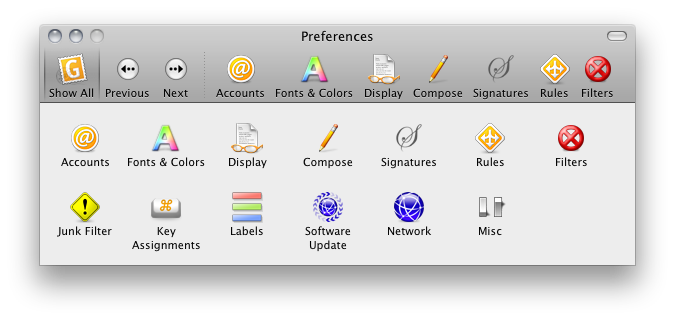 Preferences
Show All Previous Next Accounts Fonts & Colors Display Compose Signatures Rules Filters
Accounts Fonts & Colors Display Compose Signatures Rules Filters
Junk Filter Key Assignments Labels Software Update Network Misc